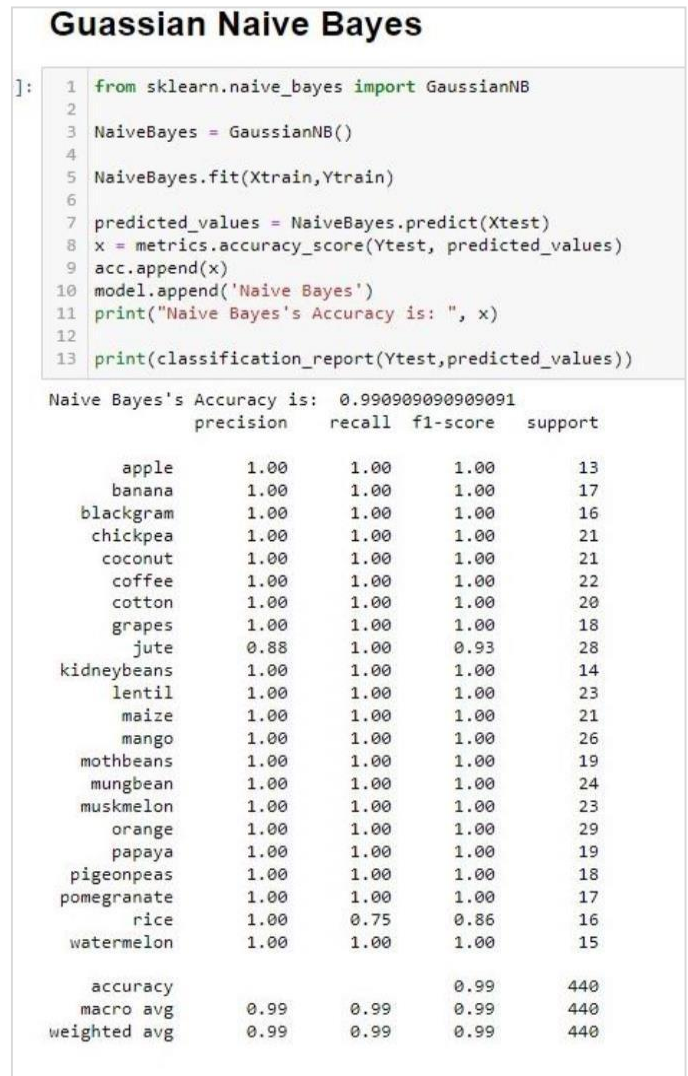 Guassian Naive Bayes
]:
1 from sklearn.naive_bayes import GaussianNB
2
3 NaiveBayes = GaussianNB()
4
5 NaiveBayes.fit(Xtrain,Ytrain)
6
7 predicted_values = NaiveBayes.predict(Xtest)
8 x = metrics.accuracy_score(Ytest, predicted_values)
9 acc.append(x)
10 model.append('Naive Bayes')
11 print("Naive Bayes's Accuracy is: ", x)
12
13 print(classification_report(Ytest,predicted_values))
Naive Bayes's Accuracy is:  0.990909090909091
precision recall f1-score support
apple 1.00 1.00 1.00 13
banana 1.00 1.00 1.00 17
blackgram 1.00 1.00 1.00 16
chickpea 1.00 1.00 1.00 21
coconut 1.00 1.00 1.00 21
coffee 1.00 1.00 1.00 22
cotton 1.00 1.00 1.00 20
grapes 1.00 1.00 1.00 18
jute 0.88 1.00 0.93 28
kidneybeans 1.00 1.00 1.00 14
lentil 1.00 1.00 1.00 23
maize 1.00 1.00 1.00 21
mango 1.00 1.00 1.00 26
mothbeans 1.00 1.00 1.00 19
mungbean 1.00 1.00 1.00 24
muskmelon 1.00 1.00 1.00 23
orange 1.00 1.00 1.00 29
papaya 1.00 1.00 1.00 19
pigeonpeas 1.00 1.00 1.00 18
pomegranate 1.00 1.00 1.00 17
rice 1.00 0.75 0.86 16
watermelon 1.00 1.00 1.00 15
accuracy 0.99 440
macro avg 0.99 0.99 0.99 440
weighted avg 0.99 0.99 0.99 440